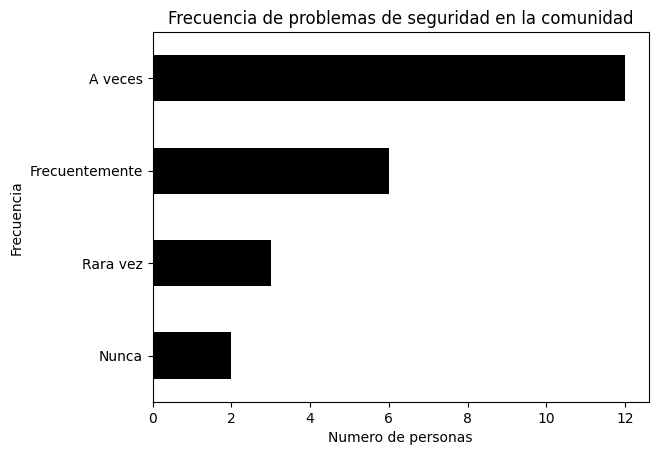 Frecuencia de problemas de seguridad en la comunidad
A veces
Frecuentemente
Rara vez
Nunca
Frecuencia
0 2 4 6 8 10 12
Numero de personas